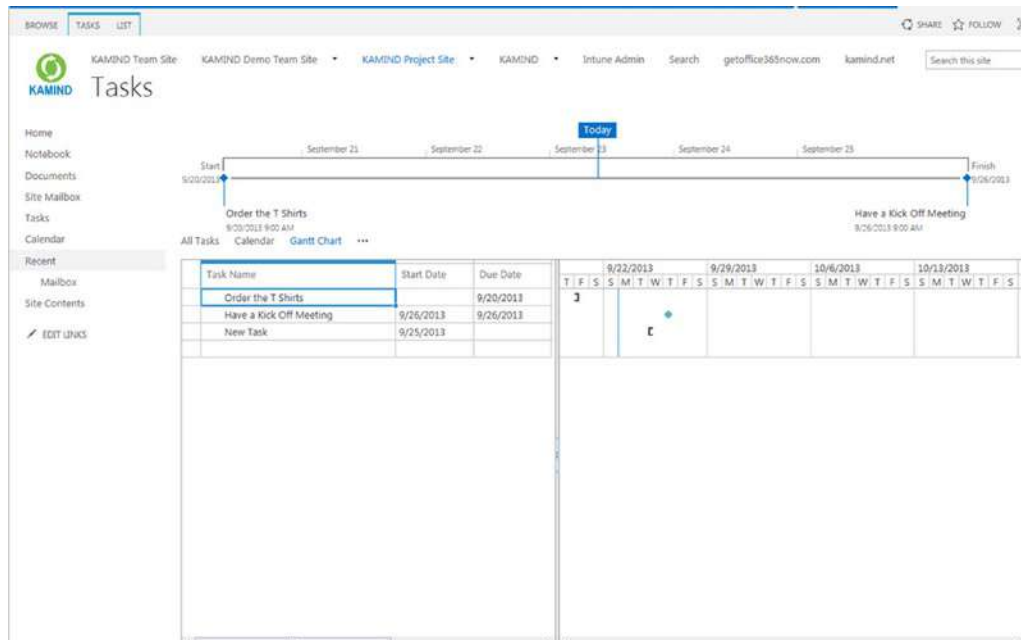 BROWSE TASKS LIST SHARE FOLLOW
KAMIND Team Site KAMIND Demo Team Site KAMIND Project Site KAMIND Intune Admin Search getoffice365now.com kamind.net Search this site
KAMIND Tasks
Home
Notebook
Documents
Site Mailbox
Tasks
Calendar
Recent
Mailbox
Site Contents
EDIT LINKS
Today
September 21 September 22 September 23 September 24 September 25
Start Finish
9/20/2013 9/26/2013
Order the T Shirts Have a Kick Off Meeting
9/20/2013 9:00 AM 9/26/2013 9:00 AM
All Tasks Calendar Gantt Chart ...
Task Name Start Date Due Date 9/22/2013 9/29/2013 10/6/2013 10/13/2013
T F S S M T W T F S S M T W T F S S M T W T F S S M T W T F S
Order the T Shirts 9/20/2013
Have a Kick Off Meeting 9/26/2013 9/26/2013
New Task 9/25/2013